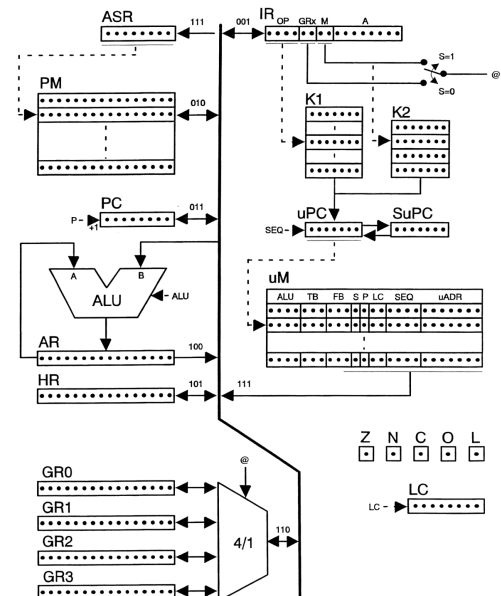 ASR
111
001
IR
OP GRx M A
S=1
@
S=0
PM
010
K1
K2
PC
011
P -
+1
uPC
SuPC
SEQ -
A
B
ALU
- ALU
uM
ALU TB FB S P LC SEQ uADR
AR
100
HR
101
111
Z N C O L
@
LC
LC -
GR0
GR1
GR2
GR3
4/1
110